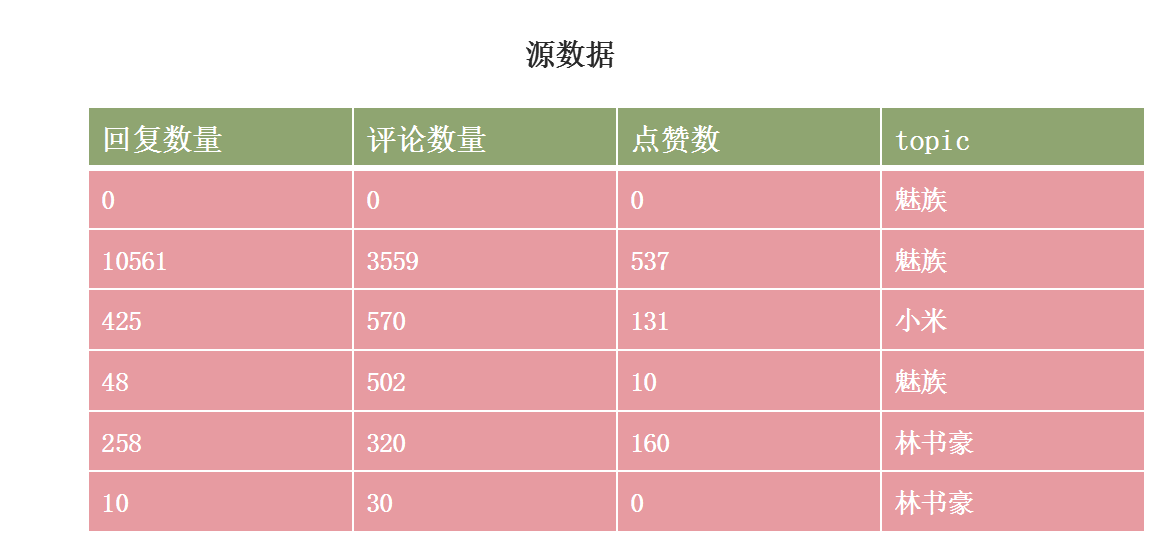 源数据
回复数量 评论数量 点赞数 topic
0 0 0 魅族
10561 3559 537 魅族
425 570 131 小米
48 502 10 魅族
258 320 160 林书豪
10 30 0 林书豪